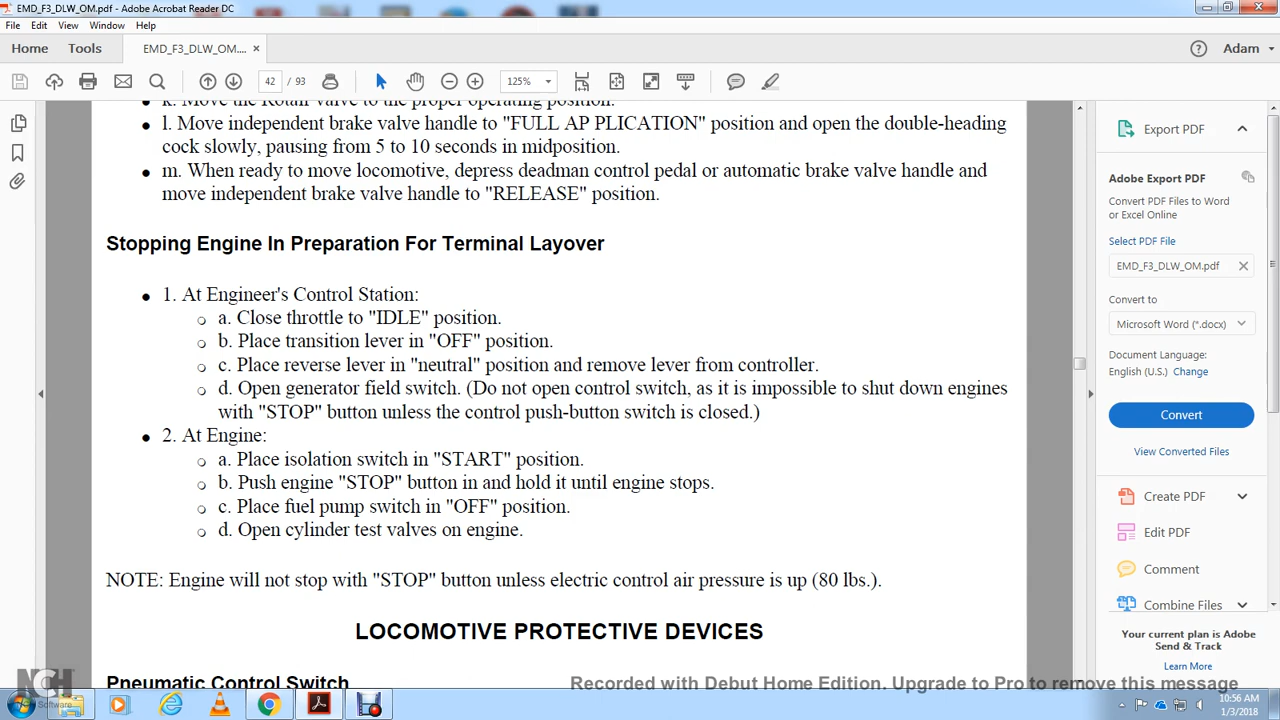 EMD_F3_DLW_OM.pdf - Adobe Acrobat Reader DC
File Edit View Window Help
Home Tools EMD_F3_DLW_OM.... × Adam
42 / 93 125%
k. Move the Rotair valve to the proper operating position.
l. Move independent brake valve handle to "FULL AP PLICATION" position and open the double-heading
cock slowly, pausing from 5 to 10 seconds in midposition.
m. When ready to move locomotive, depress deadman control pedal or automatic brake valve handle and
move independent brake valve handle to "RELEASE" position.
Stopping Engine In Preparation For Terminal Layover
1. At Engineer's Control Station:
a. Close throttle to "IDLE" position.
b. Place transition lever in "OFF" position.
c. Place reverse lever in "neutral" position and remove lever from controller.
d. Open generator field switch. (Do not open control switch, as it is impossible to shut down engines
with "STOP" button unless the control push-button switch is closed.)
2. At Engine:
a. Place isolation switch in "START" position.
b. Push engine "STOP" button in and hold it until engine stops.
c. Place fuel pump switch in "OFF" position.
d. Open cylinder test valves on engine.
NOTE: Engine will not stop with "STOP" button unless electric control air pressure is up (80 lbs.).
LOCOMOTIVE PROTECTIVE DEVICES
Pneumatic Control Switch
Export PDF
Adobe Export PDF
Convert PDF Files to Word
or Excel Online
Select PDF File
EMD_F3_DLW_OM.pdf
Convert to
Microsoft Word (*.docx)
Document Language:
English (U.S.) Change
Convert
View Converted Files
Create PDF
Edit PDF
Comment
Combine Files
Your current plan is Adobe
Send & Track
Learn More
NCH
Software
Recorded with Debut Home Edition. Upgrade to Pro to remove this message
10:56 AM
1/3/2018